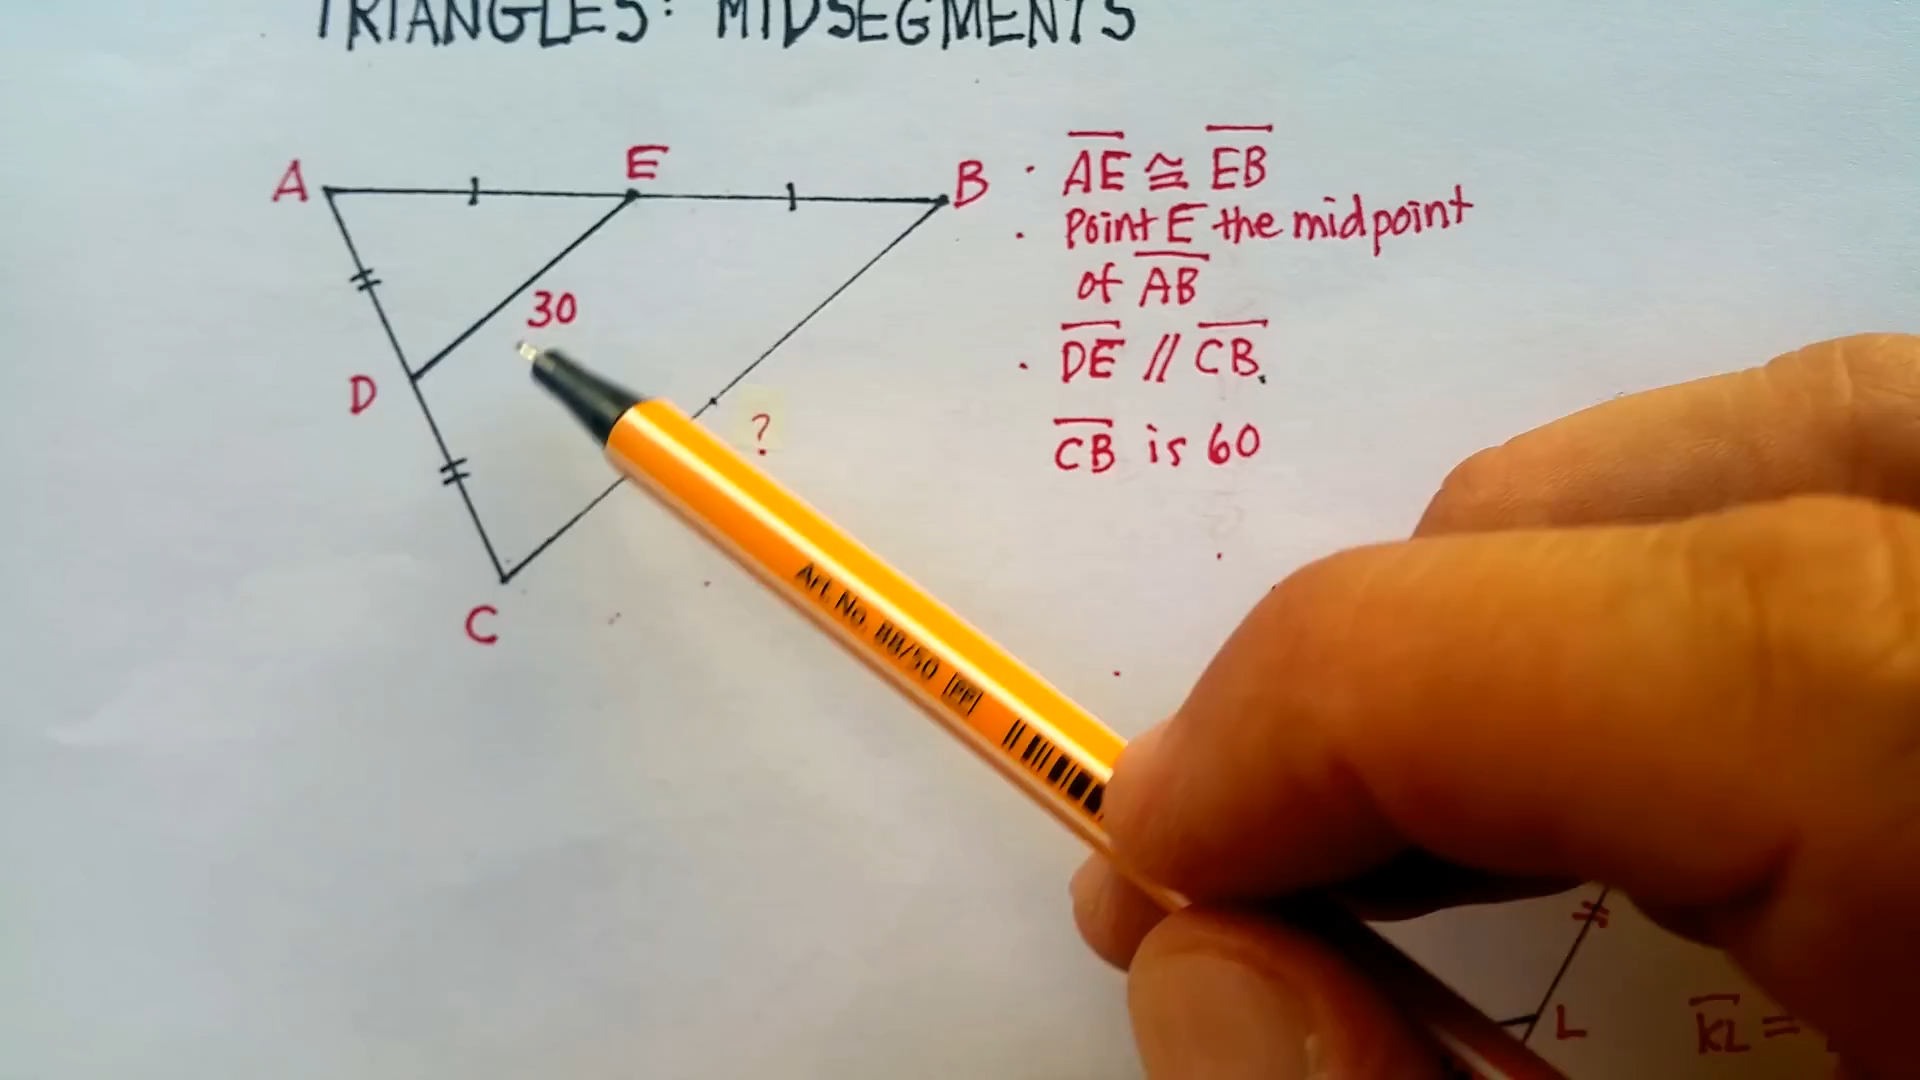 TRIANGLES: MIDSEGMENTS
A
E
B
30
D
?
C
· AE ≅ EB
· Point E the midpoint
of AB
· DE // CB.
CB is 60
Art. No. 88/50 |PP|
L
KL =